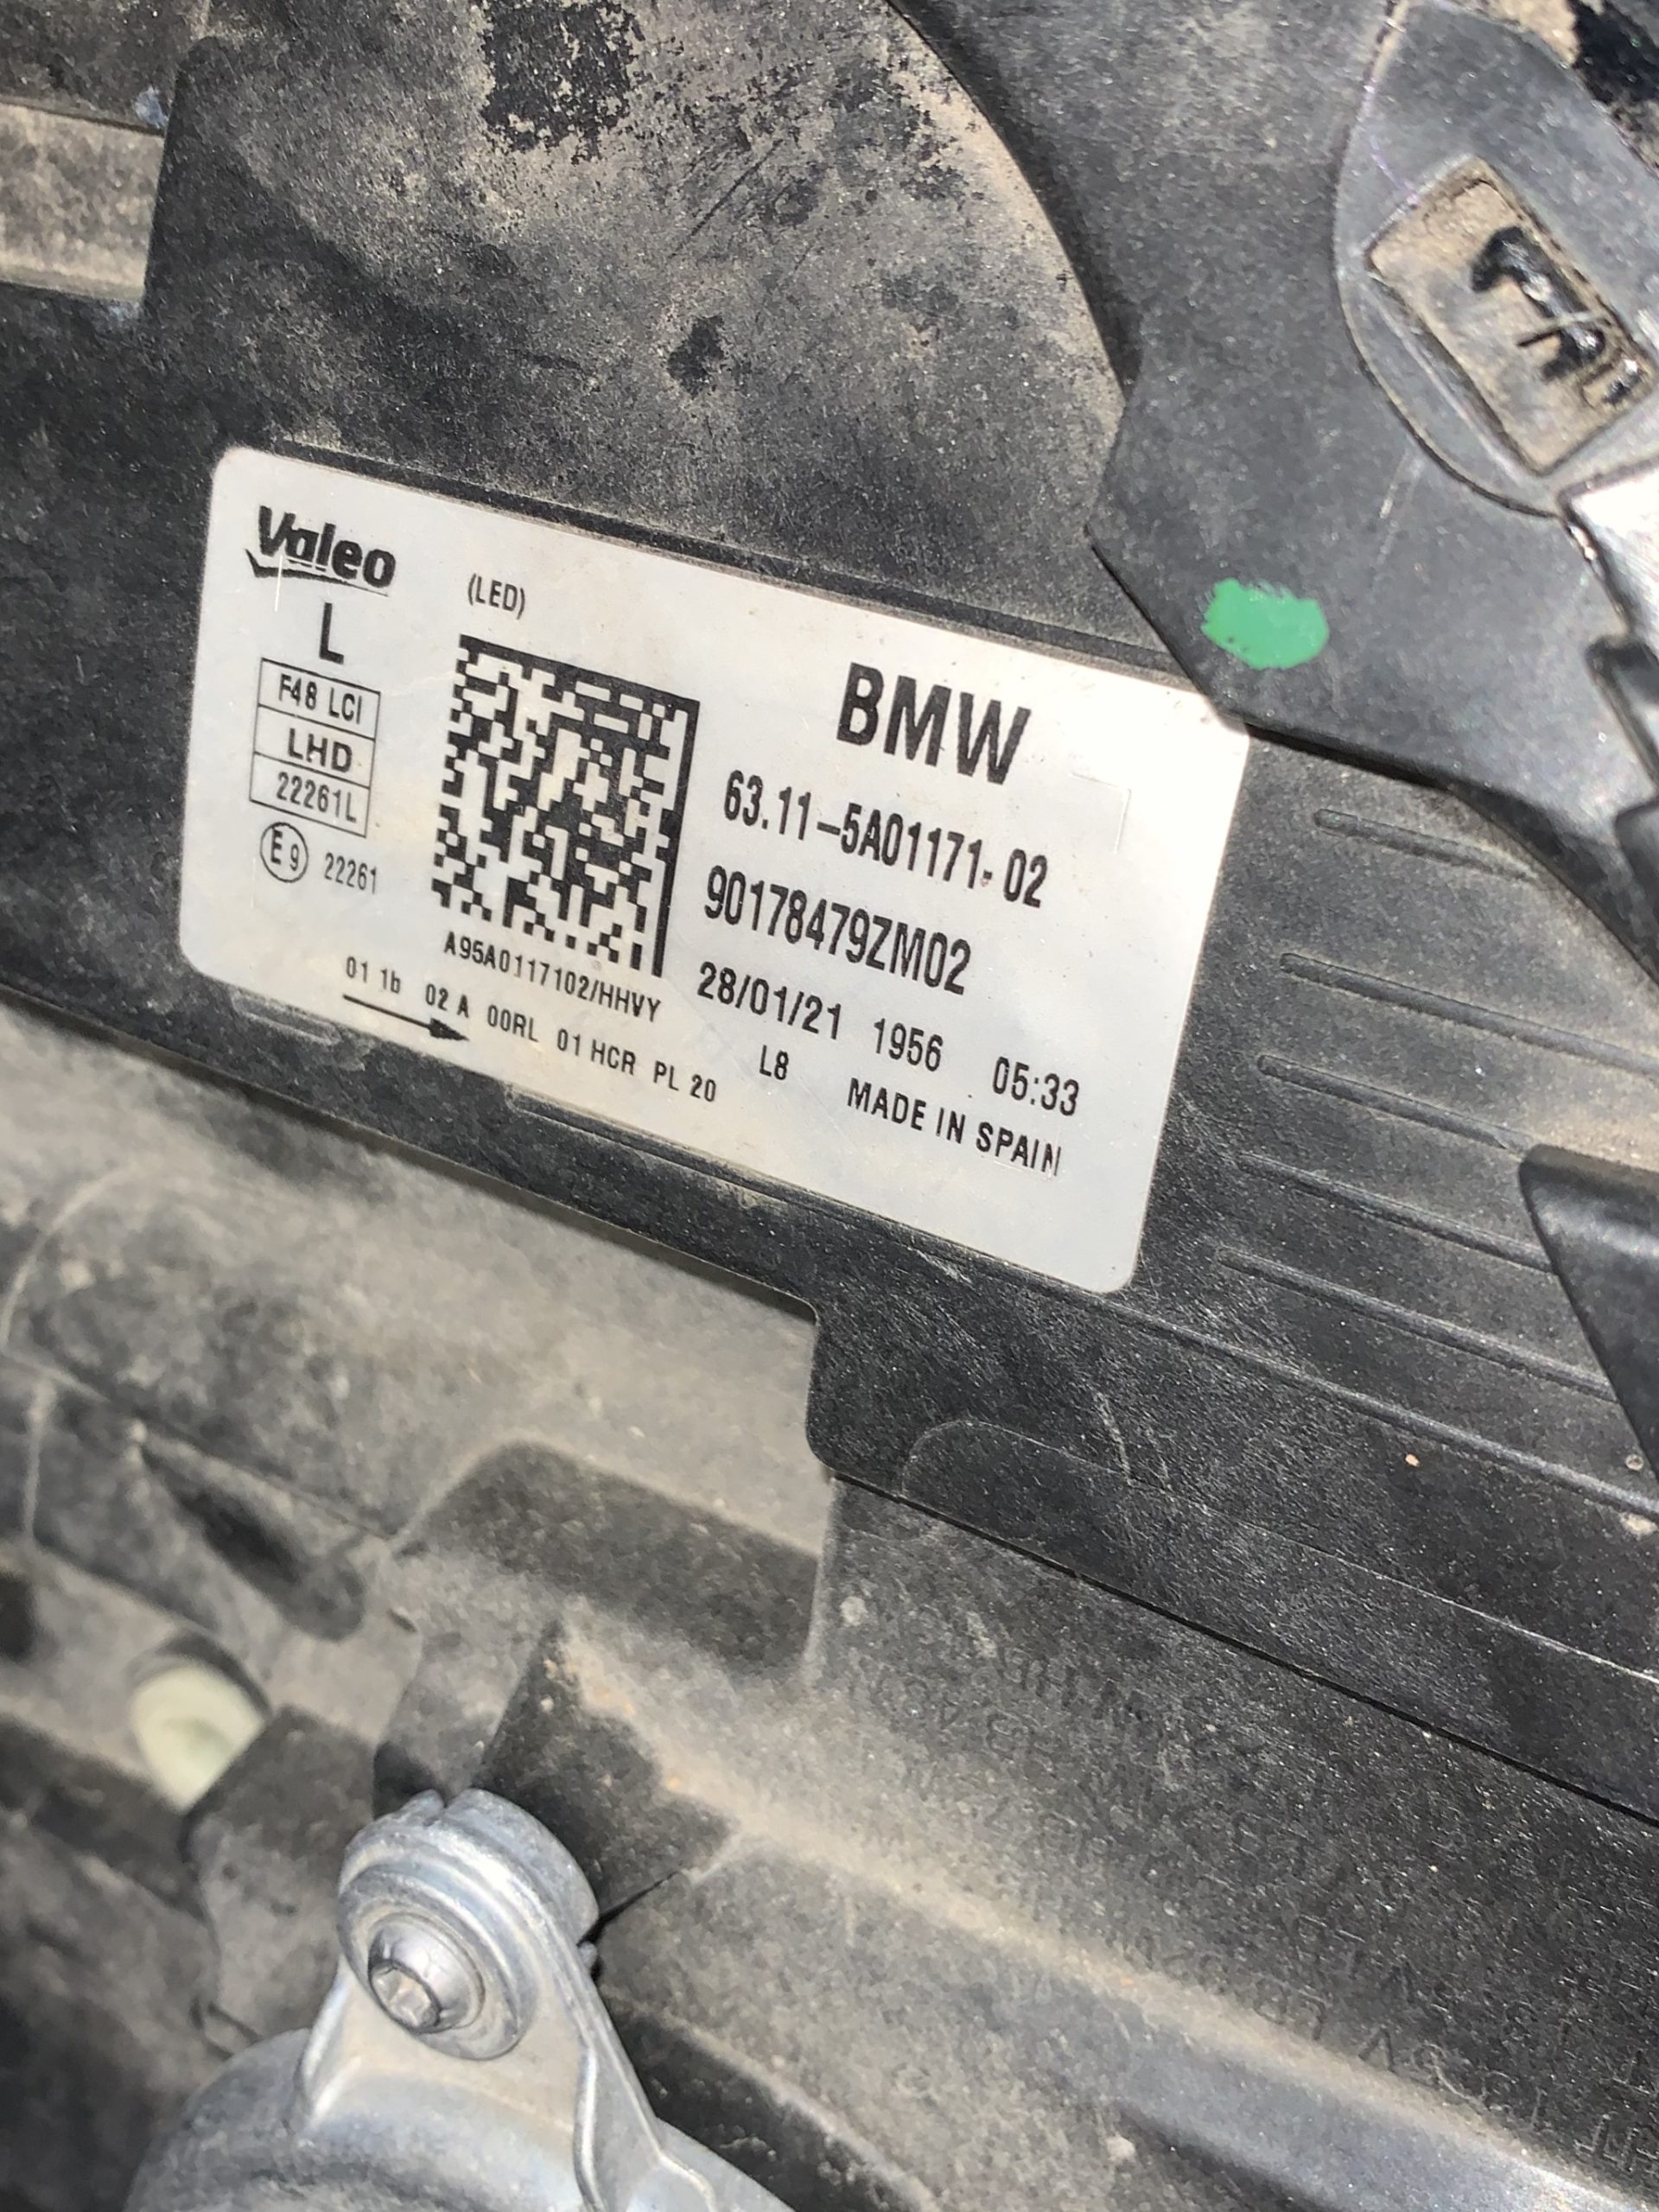 Valeo
(LED)
L
F48 LCI
LHD
22261L
E9 22261
BMW
63.11-5A01171-02
90178479ZM02
28/01/21 1956 05:33
L8 MADE IN SPAIN
A95A0117102/HHVY
01 1b 02 A 00RL 01 HCR PL 20